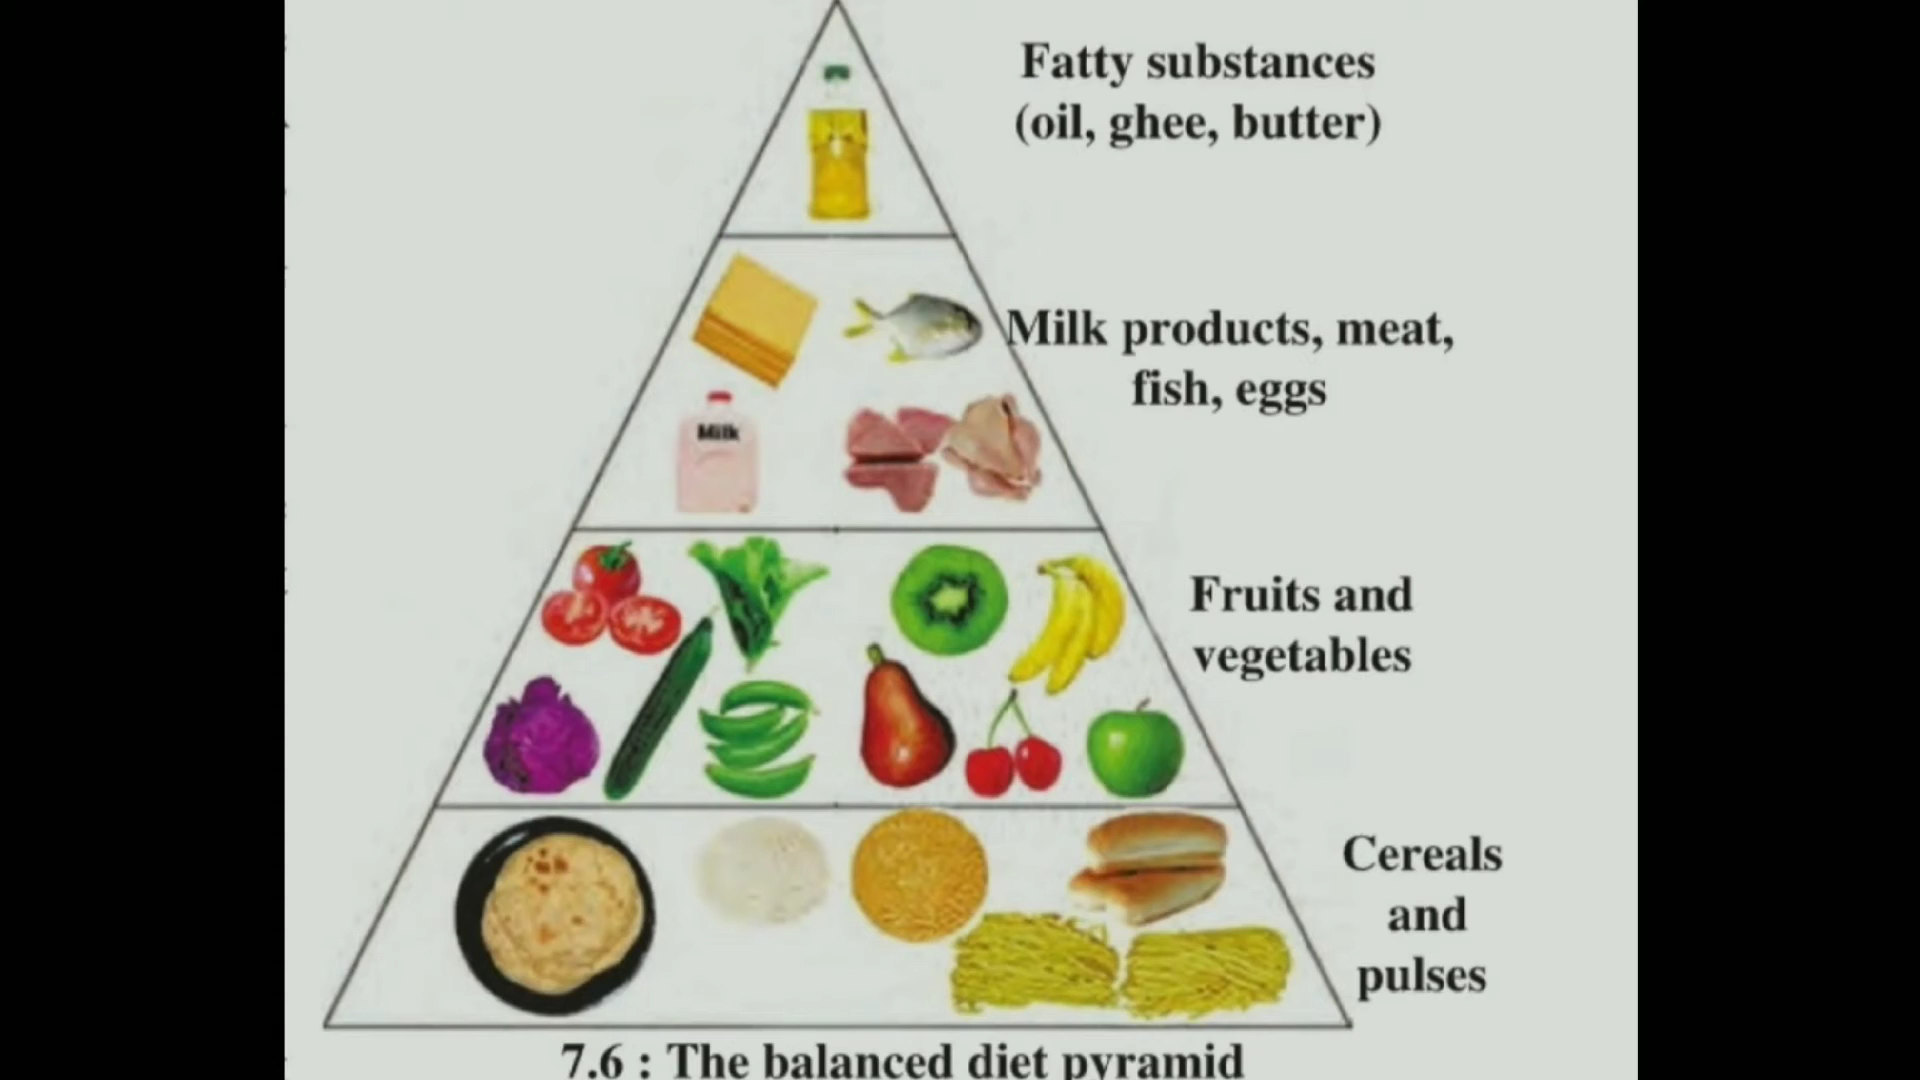 Fatty substances
(oil, ghee, butter)
Milk products, meat,
fish, eggs
Milk
Fruits and
vegetables
Cereals
and
pulses
7.6 : The balanced diet pyramid